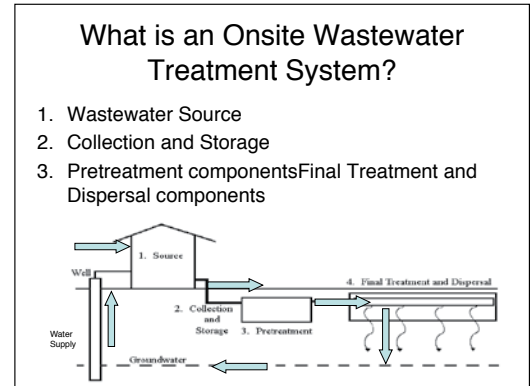 What is an Onsite Wastewater
Treatment System?
1. Wastewater Source
2. Collection and Storage
3. Pretreatment componentsFinal Treatment and
Dispersal components
1. Source
Well
4. Final Treatment and Dispersal
2. Collection
and
Storage
3. Pretreatment
Water
Supply
Groundwater